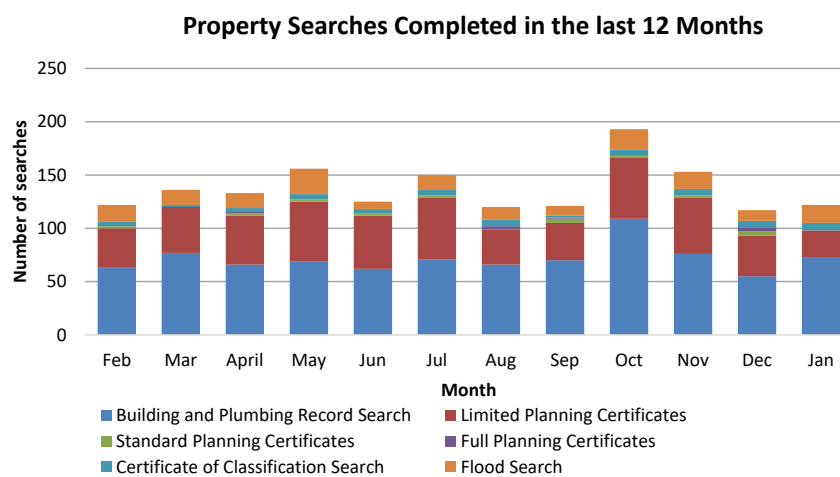 Property Searches Completed in the last 12 Months
250
200
150
100
50
0
Number of searches
Feb Mar April May Jun Jul Aug Sep Oct Nov Dec Jan
Month
Building and Plumbing Record Search Limited Planning Certificates
Standard Planning Certificates Full Planning Certificates
Certificate of Classification Search Flood Search